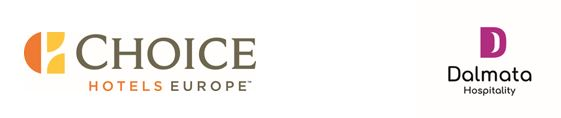 CHOICE
HOTELS EUROPE™
Dalmata
Hospitality